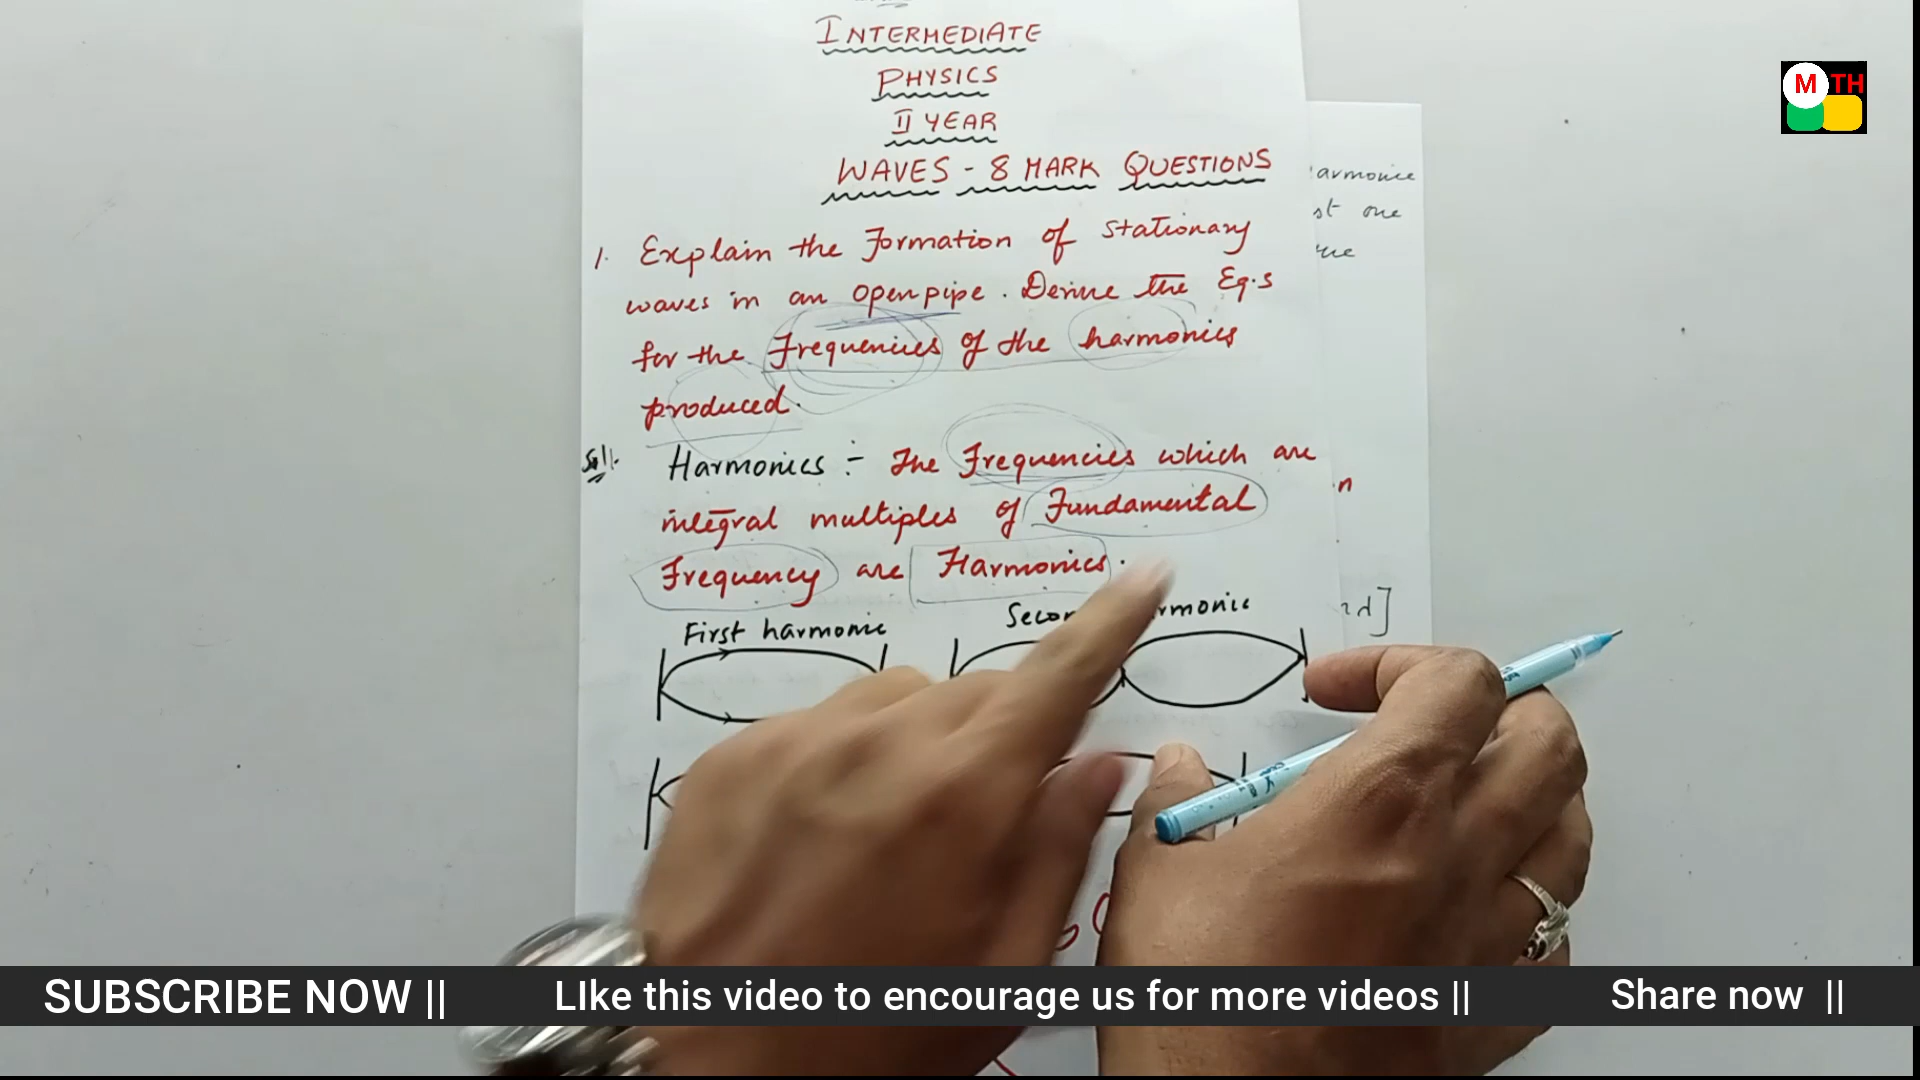 INTERMEDIATE
PHYSICS
II YEAR
WAVES - 8 MARK QUESTIONS
1. Explain the Formation of Stationary
waves in an open pipe. Derive the Eq.s
for the Frequencies of the harmonics
produced.
Sol:
Harmonics :- The Frequencies which are
integral multiples of Fundamental
Frequency are Harmonics.
First harmonic
armonic
st one
n
M TH
SUBSCRIBE NOW || LIke this video to encourage us for more videos || Share now ||